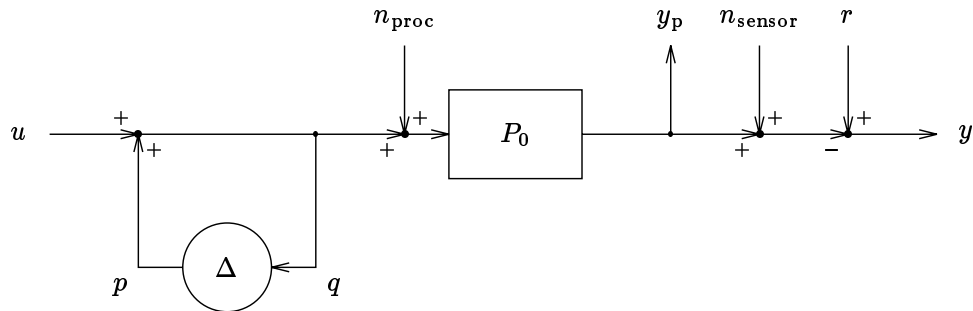 n_proc y_p n_sensor r
+ + + +
u P_0 y
+ + + −
Δ
p q